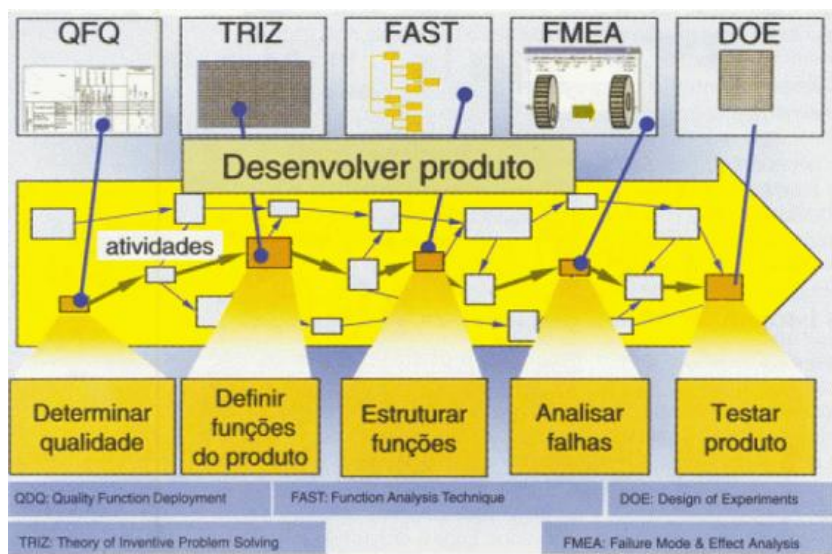 QFQ
TRIZ
FAST
FMEA
DOE
Desenvolver produto
atividades
Determinar
qualidade
Definir
funções
do produto
Estruturar
funções
Analisar
falhas
Testar
produto
QDQ: Quality Function Deployment
FAST: Function Analysis Technique
DOE: Design of Experiments
TRIZ: Theory of Inventive Problem Solving
FMEA: Failure Mode & Effect Analysis